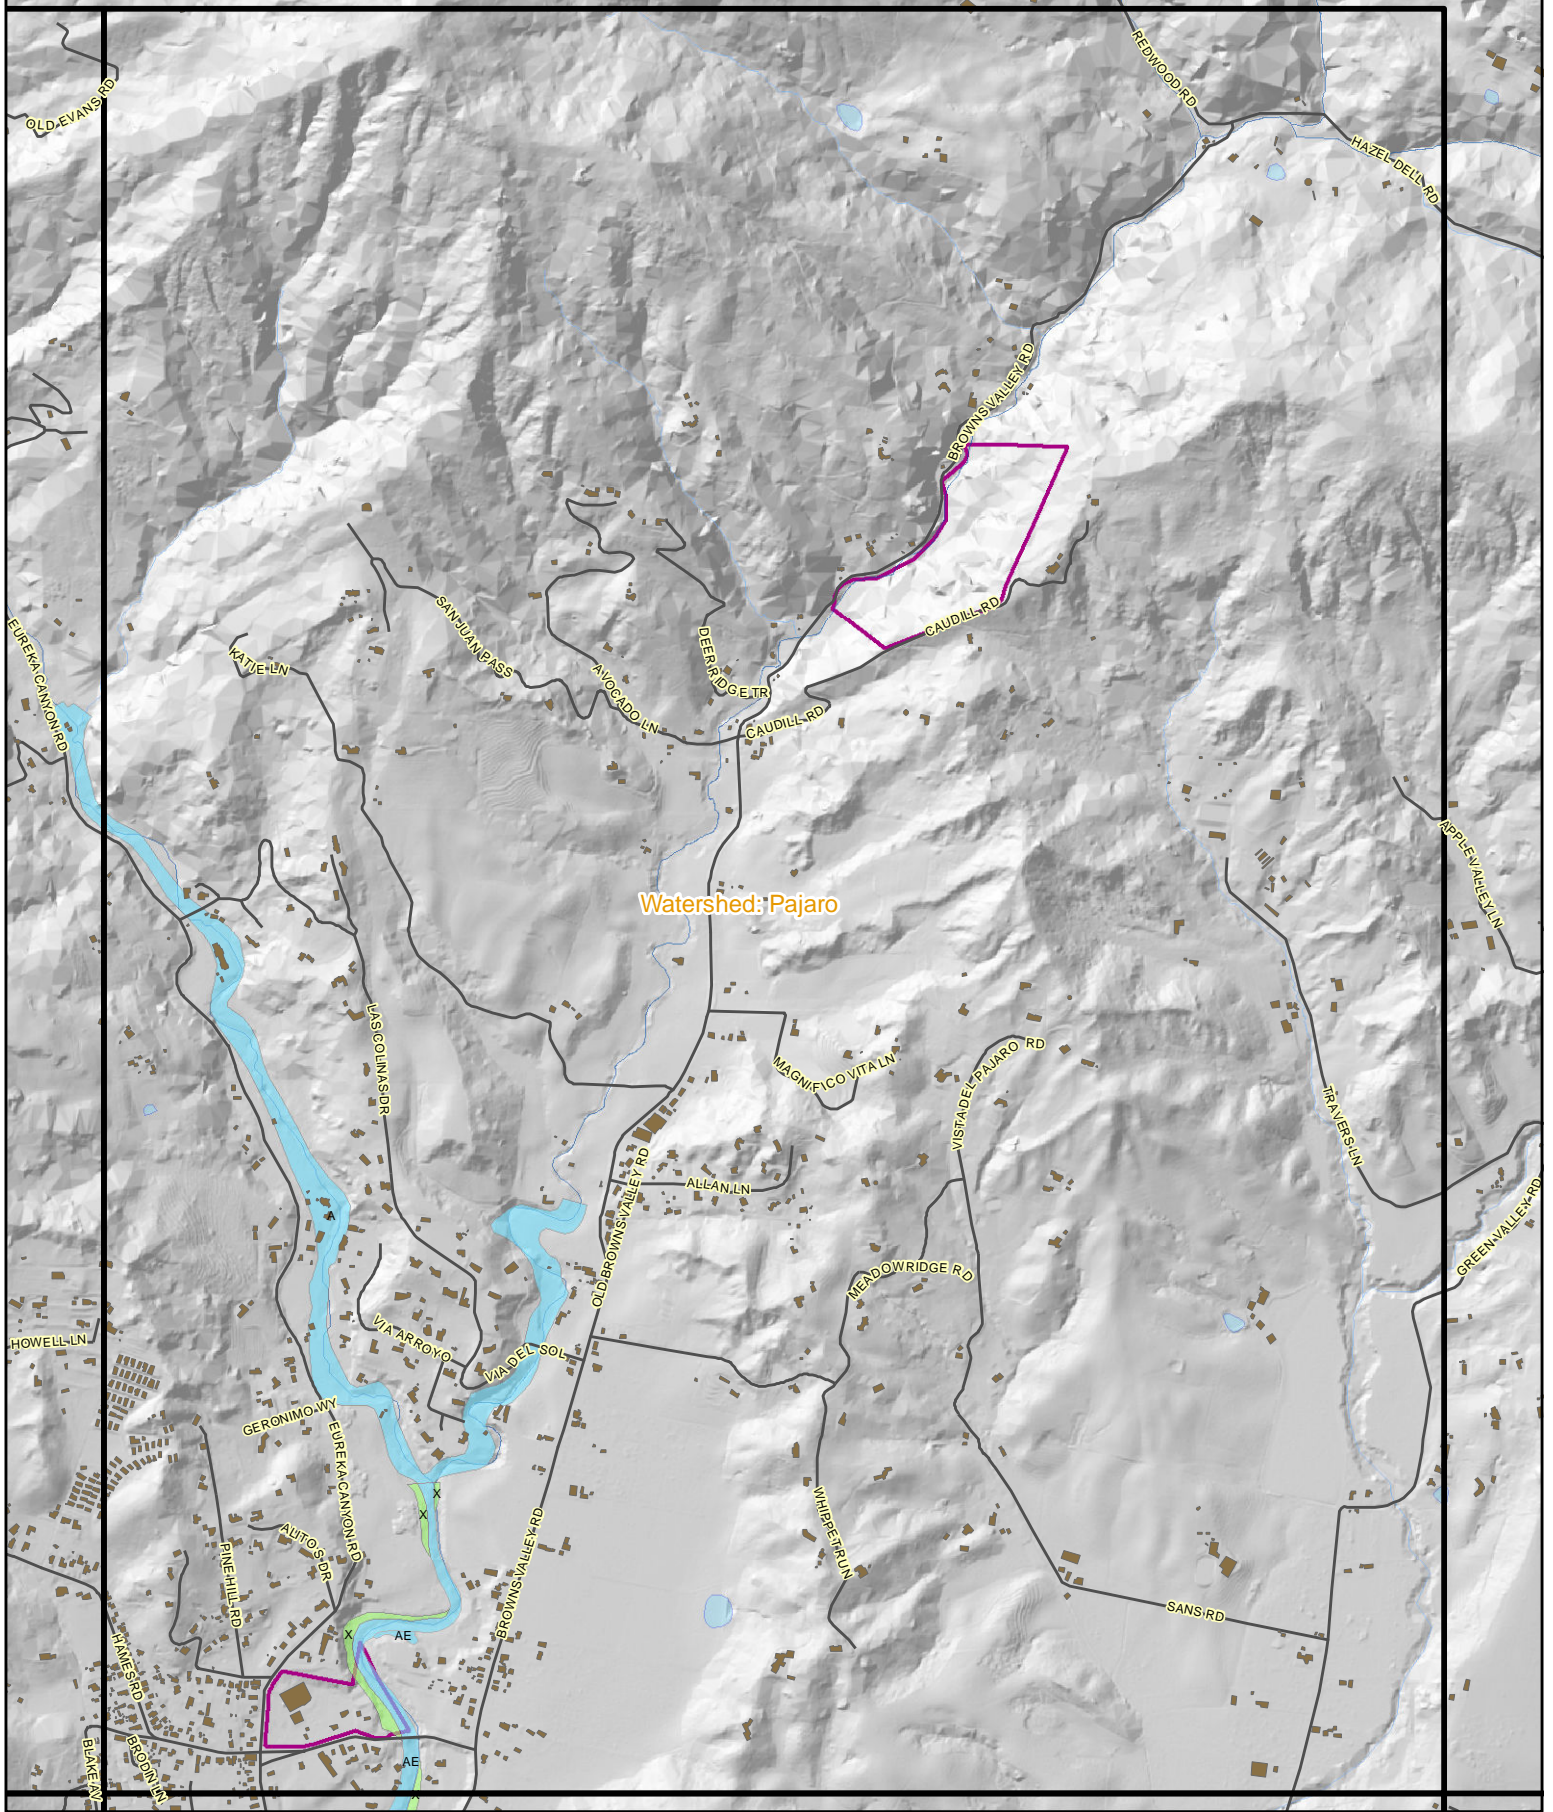 REDWOOD RD
OLD EVANS RD
HAZEL DELL RD
BROWNS VALLEY RD
EUREKA CANYON RD
SAN JUAN PASS
CAUDILL RD
KATIE LN
DEER RIDGE TR
AVOCADO LN
CAUDILL RD
APPLE VALLEY LN
Watershed: Pajaro
LAS COLINAS DR
MAGNIFICO VITA LN
VISTA DEL PAJARO RD
TRAVERS LN
ALLAN LN
A
OLD BROWNS VALLEY RD
GREEN VALLEY RD
MEADOWRIDGE RD
HOWELL LN
VIA ARROYO
VIA DEL SOL
GERONIMO WY
EUREKA CANYON RD
X
X
WHIPPET RUN
BROWNS VALLEY RD
ALITOS DR
PINE HILL RD
SANS RD
X
AE
HAMES RD
BLAKE AV
BRODIN LN
AE
X